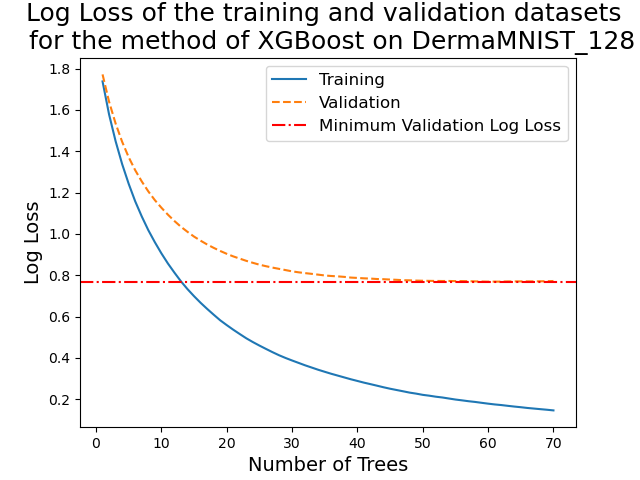 Log Loss of the training and validation datasets
for the method of XGBoost on DermaMNIST_128
Training
Validation
Minimum Validation Log Loss
Log Loss
1.8
1.6
1.4
1.2
1.0
0.8
0.6
0.4
0.2
0 10 20 30 40 50 60 70
Number of Trees